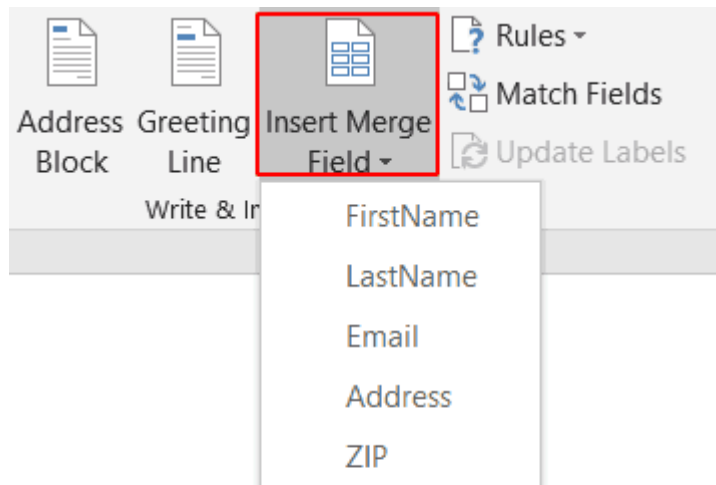 Address Block
Greeting Line
Insert Merge Field
Rules
Match Fields
Update Labels
Write & In
FirstName
LastName
Email
Address
ZIP